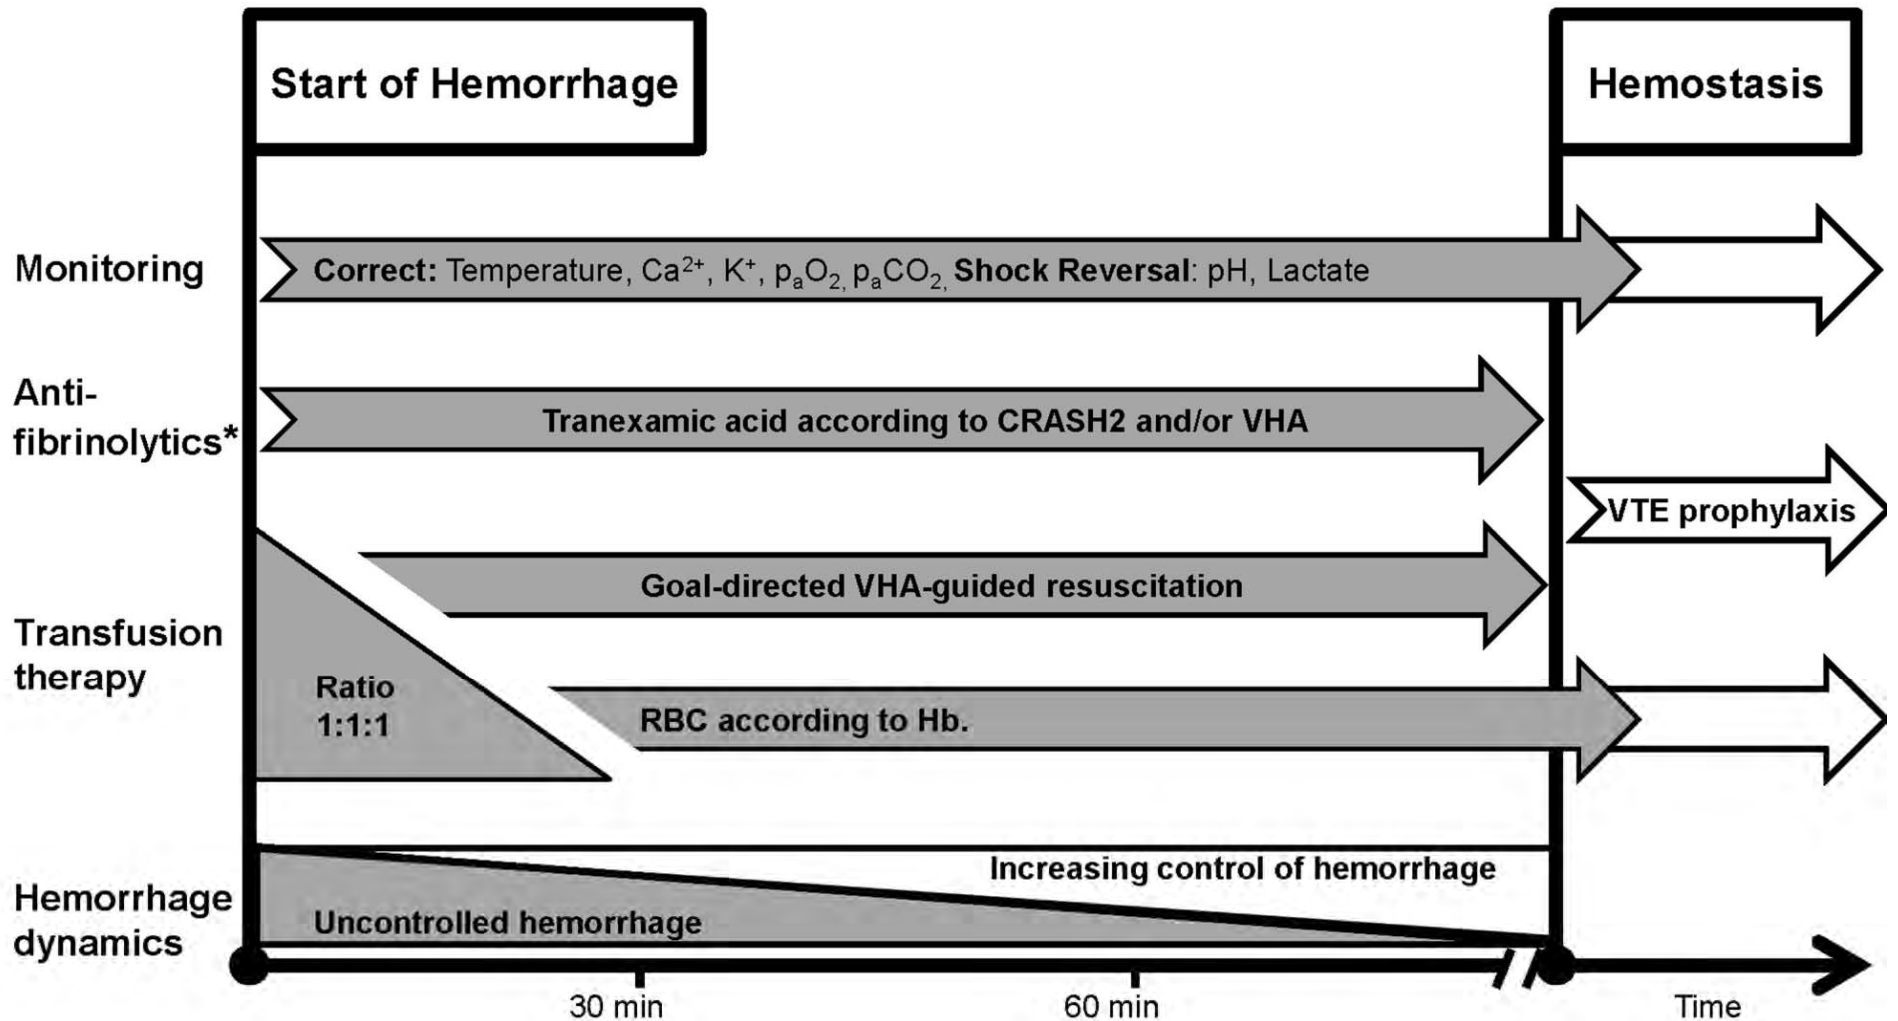 Start of Hemorrhage
Hemostasis
Monitoring
Correct: Temperature, Ca²⁺, K⁺, pₐO₂, pₐCO₂, Shock Reversal: pH, Lactate
Anti-
fibrinolytics*
Tranexamic acid according to CRASH2 and/or VHA
VTE prophylaxis
Transfusion
therapy
Goal-directed VHA-guided resuscitation
Ratio
1:1:1
RBC according to Hb.
Hemorrhage
dynamics
Increasing control of hemorrhage
Uncontrolled hemorrhage
30 min
60 min
Time